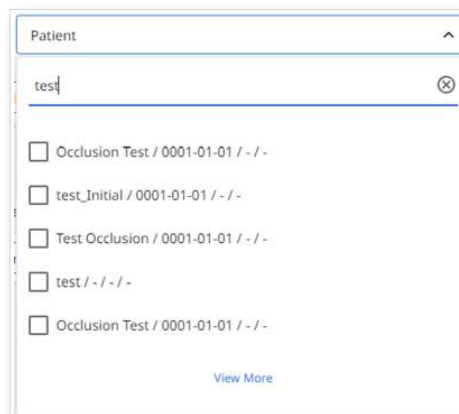 Patient
test
Occlusion Test / 0001-01-01 / - / -
test_Initial / 0001-01-01 / - / -
Test Occlusion / 0001-01-01 / - / -
test / - / - / -
Occlusion Test / 0001-01-01 / - / -
View More